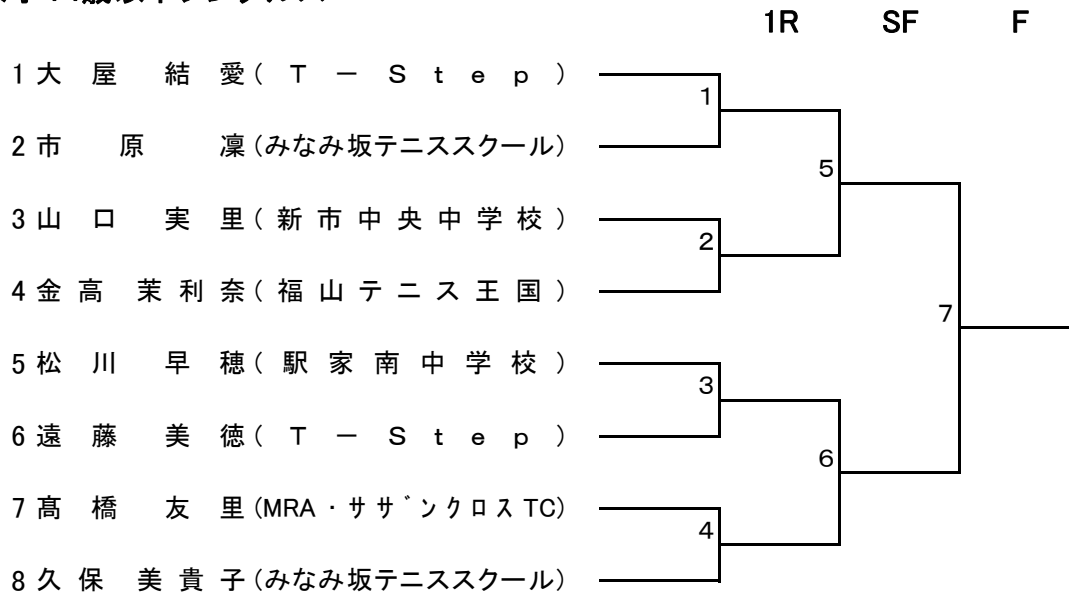 1R SF F
1 大屋 結愛 (T－Step)
1
2 市原 凜 (みなみ坂テニススクール)
5
3 山口 実里 (新市中央中学校)
2
4 金高 茉利奈 (福山テニス王国)
7
5 松川 早穂 (駅家南中学校)
3
6 遠藤 美徳 (T－Step)
6
7 髙橋 友里 (MRA・ササﾞンクロスTC)
4
8 久保 美貴子 (みなみ坂テニススクール)